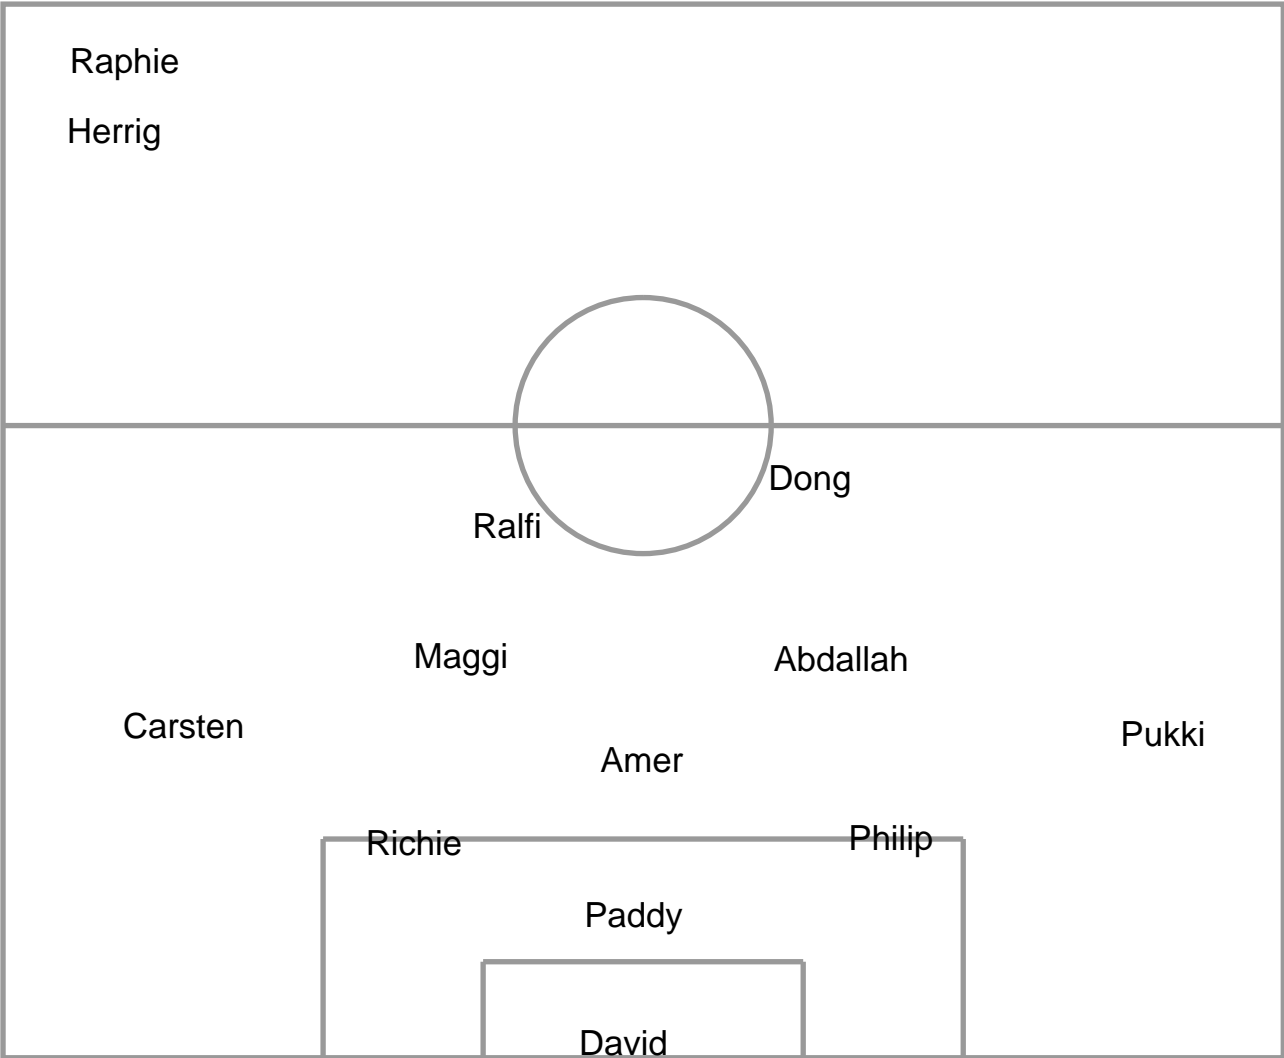 Raphie
Herrig
Dong
Ralfi
Maggi
Abdallah
Carsten
Pukki
Amer
Richie
Philip
Paddy
David